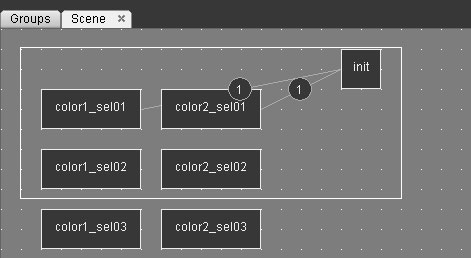 Groups Scene ×
init
1 1
color1_sel01 color2_sel01
color1_sel02 color2_sel02
color1_sel03 color2_sel03